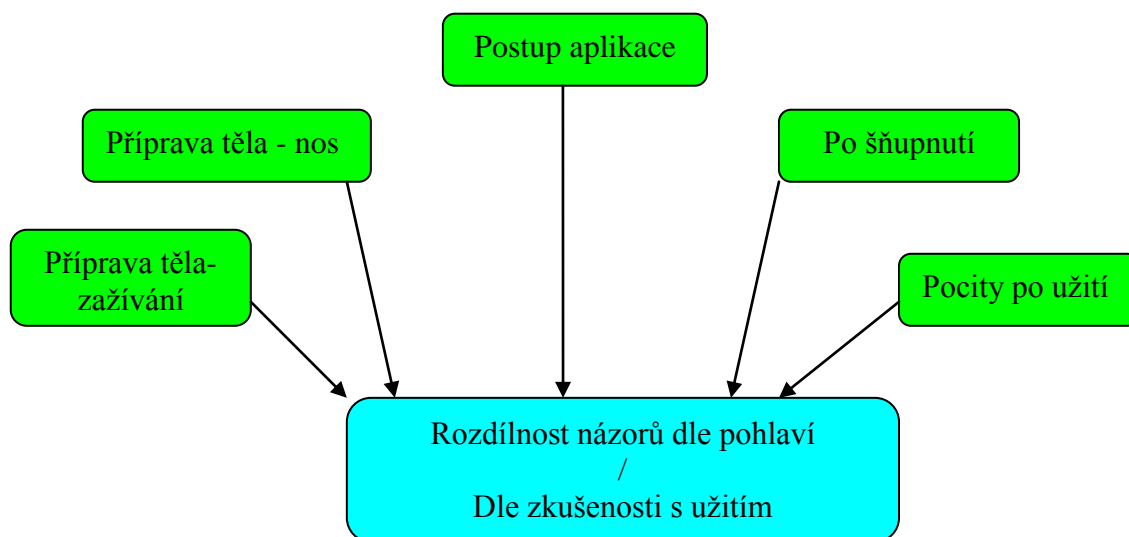 Postup aplikace
Příprava těla - nos
Po šňupnutí
Příprava těla-
zažívání
Pocity po užití
Rozdílnost názorů dle pohlaví
/
Dle zkušenosti s užitím